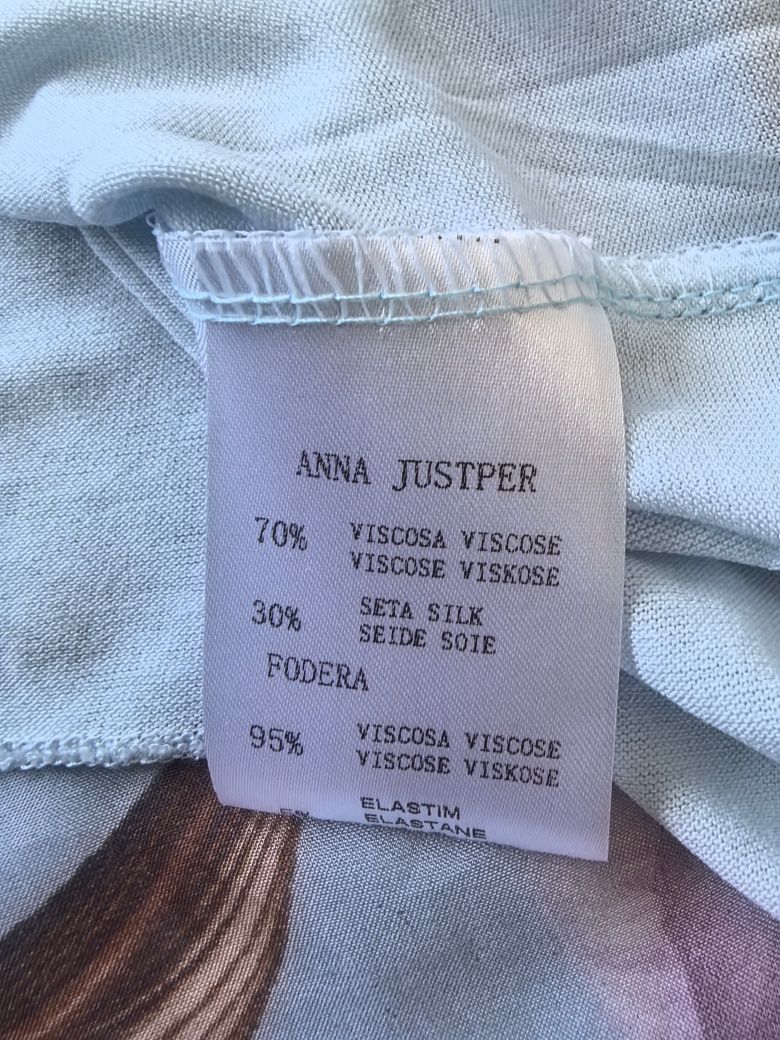 ANNA JUSTPER
70% VISCOSA VISCOSE
VISCOSE VISKOSE
30% SETA SILK
SEIDE SOIE
FODERA
95% VISCOSA VISCOSE
VISCOSE VISKOSE
5% ELASTIM
ELASTANE